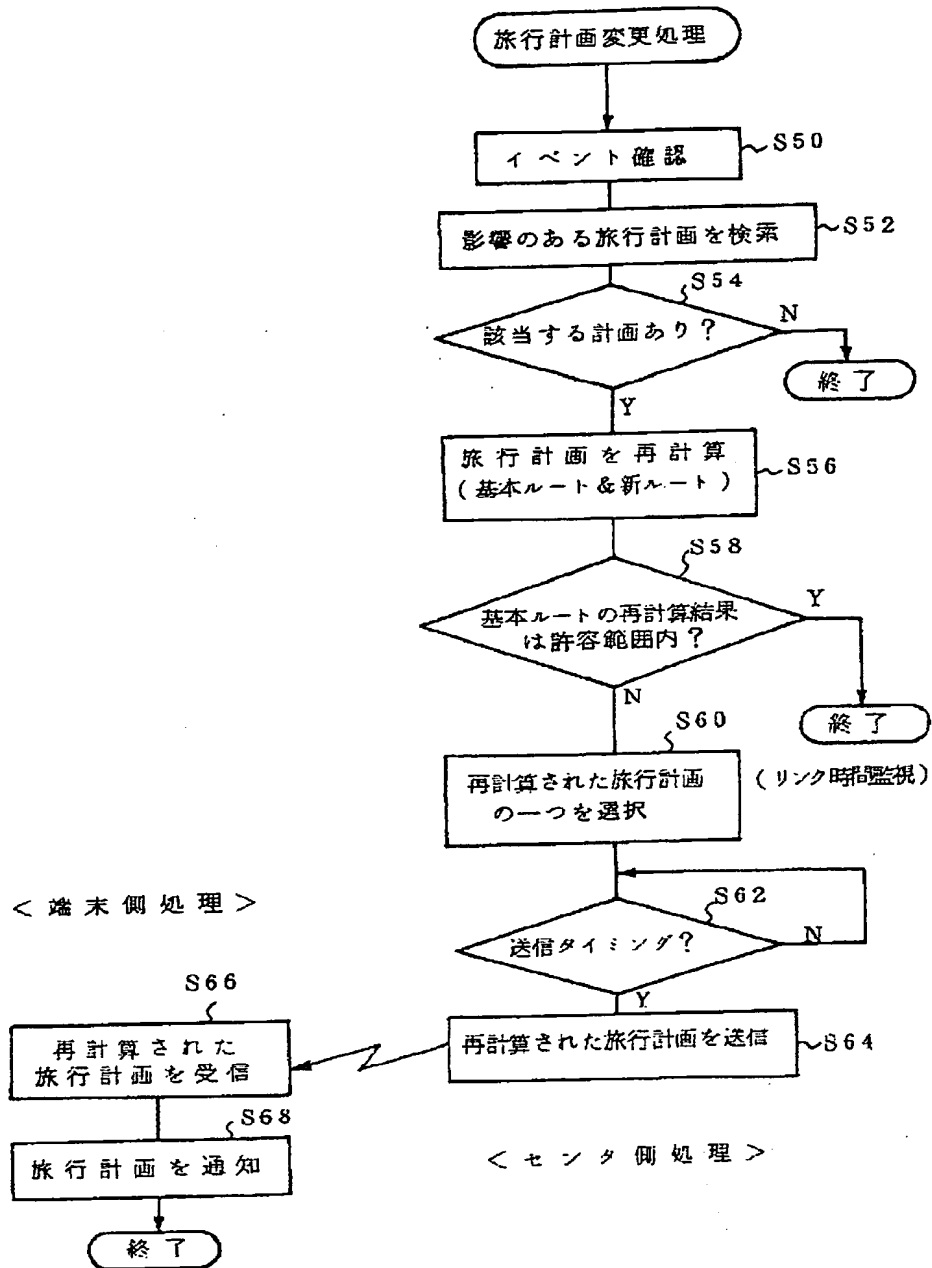 旅行計画変更処理
イベント確認
S50
影響のある旅行計画を検索
S52
S54
該当する計画あり?
N
終了
Y
旅行計画を再計算
(基本ルート&新ルート)
S56
S58
基本ルートの再計算結果
は許容範囲内?
Y
終了
(リンク時間監視)
N
S60
再計算された旅行計画
の一つを選択
S62
送信タイミング?
N
Y
再計算された旅行計画を送信
S64
<センタ側処理>
<端末側処理>
S66
再計算された
旅行計画を受信
S68
旅行計画を通知
終了